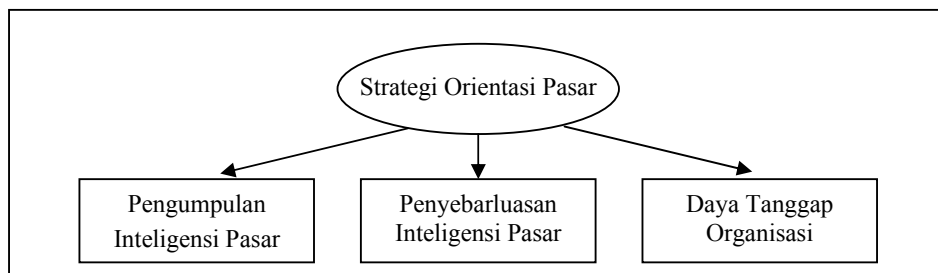 Strategi Orientasi Pasar
Pengumpulan
Inteligensi Pasar
Penyebarluasan
Inteligensi Pasar
Daya Tanggap
Organisasi